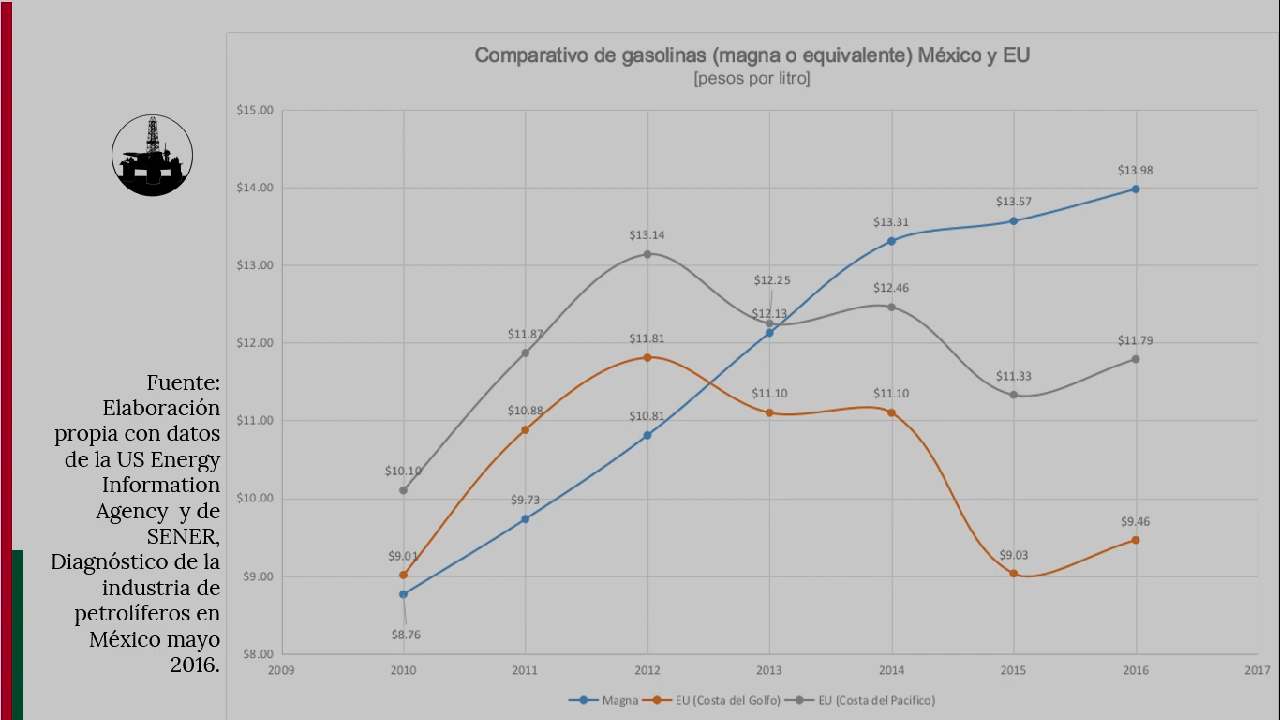 Comparativo de gasolinas (magna o equivalente) México y EU
[pesos por litro]
$15.00
$14.00
$13.00
$12.00
$11.00
$10.00
$9.00
$8.00
2009 2010 2011 2012 2013 2014 2015 2016 2017
$8.76
$9.73
$10.81
$12.13
$13.31
$13.57
$13.98
$9.01
$10.88
$11.81
$11.10
$11.10
$9.03
$9.46
$10.10
$11.87
$13.14
$12.25
$12.46
$11.33
$11.79
Magna EU (Costa del Golfo) EU (Costa del Pacifico)
Fuente:
Elaboración
propia con datos
de la US Energy
Information
Agency y de
SENER,
Diagnóstico de la
industria de
petrolíferos en
México mayo
2016.